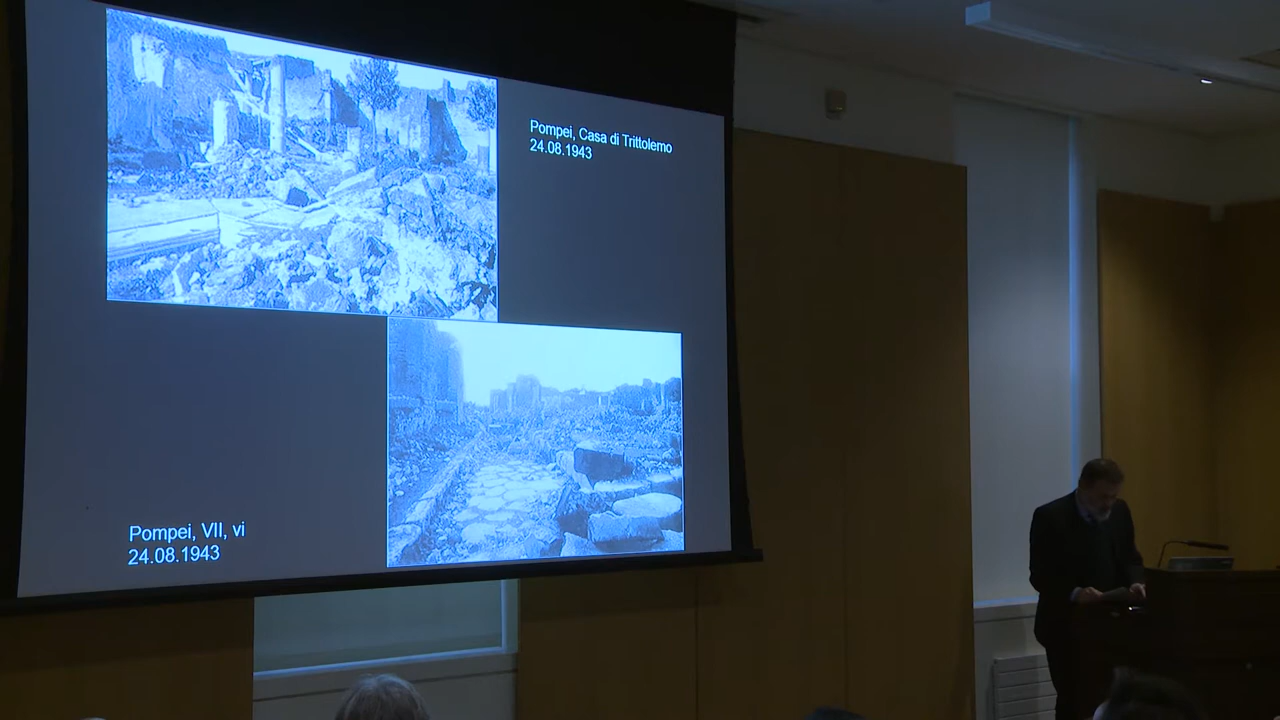 Pompei, Casa di Trittolemo
24.08.1943
Pompei, VII, vi
24.08.1943